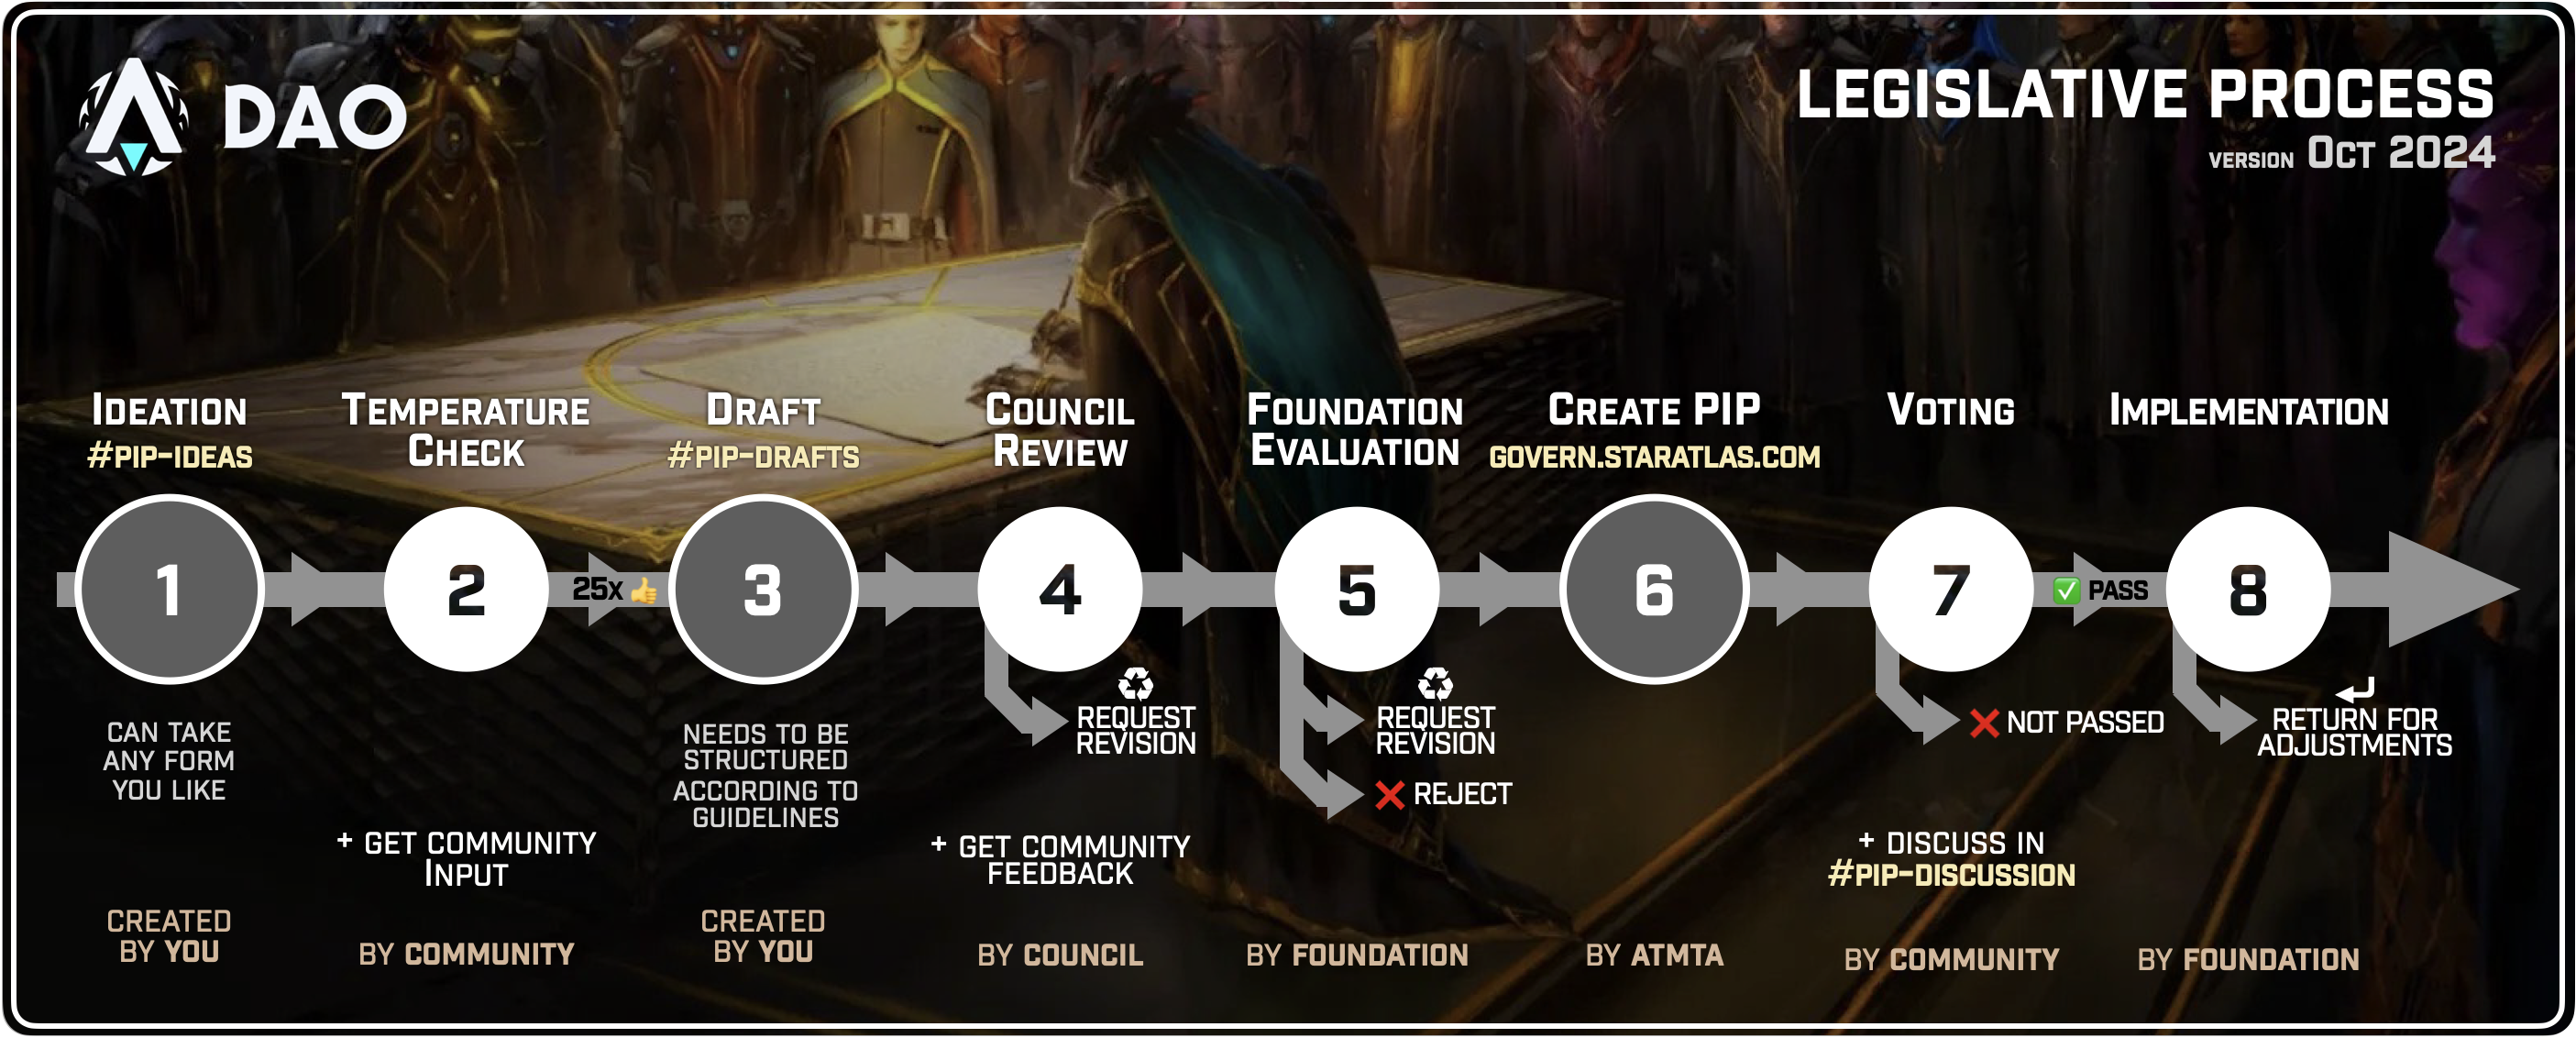 DAO
LEGISLATIVE PROCESS
VERSION OCT 2024
IDEATION
#PIP-IDEAS
TEMPERATURE
CHECK
DRAFT
#PIP-DRAFTS
COUNCIL
REVIEW
FOUNDATION
EVALUATION
CREATE PIP
GOVERN.STARATLAS.COM
VOTING
IMPLEMENTATION
1
2
25X 👍
3
4
5
6
7
✅ PASS
8
CAN TAKE
ANY FORM
YOU LIKE
CREATED
BY YOU
+ GET COMMUNITY
INPUT
BY COMMUNITY
NEEDS TO BE
STRUCTURED
ACCORDING TO
GUIDELINES
CREATED
BY YOU
REQUEST
REVISION
+ GET COMMUNITY
FEEDBACK
BY COUNCIL
REQUEST
REVISION
❌ REJECT
BY FOUNDATION
BY ATMTA
❌ NOT PASSED
+ DISCUSS IN
#PIP-DISCUSSION
BY COMMUNITY
RETURN FOR
ADJUSTMENTS
BY FOUNDATION